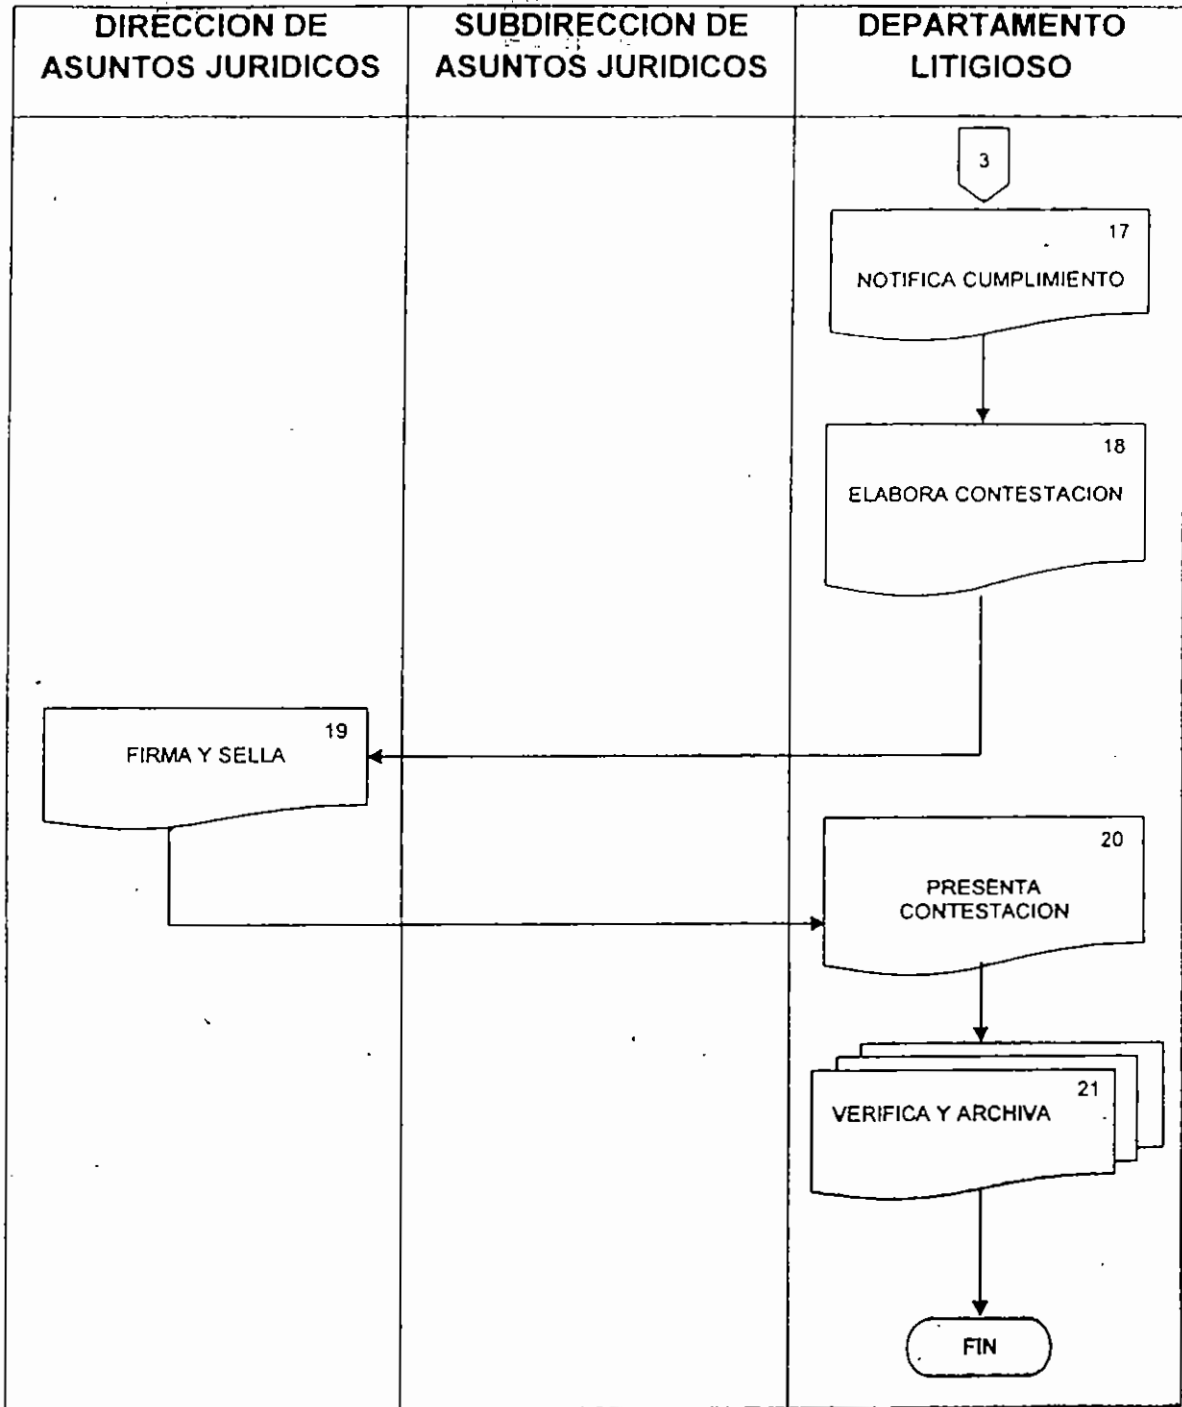 DIRECCION DE
ASUNTOS JURIDICOS
SUBDIRECCION DE
ASUNTOS JURIDICOS
DEPARTAMENTO
LITIGIOSO
3
17
NOTIFICA CUMPLIMIENTO
18
ELABORA CONTESTACION
19
FIRMA Y SELLA
20
PRESENTA
CONTESTACION
21
VERIFICA Y ARCHIVA
FIN